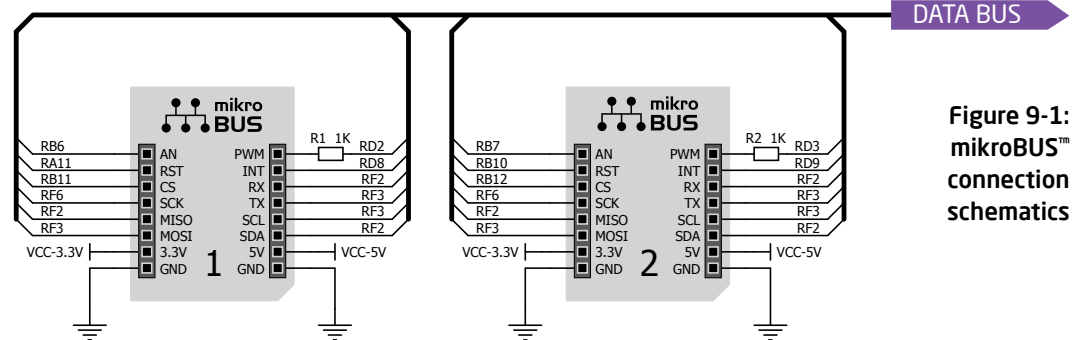 DATA BUS
mikro
BUS
R1 1K
RB6 AN PWM RD2
RA11 RST INT RD8
RB11 CS RX RF2
RF6 SCK TX RF3
RF2 MISO SCL RF3
RF3 MOSI SDA RF2
VCC-3.3V 3.3V 5V VCC-5V
GND 1 GND
mikro
BUS
R2 1K
RB7 AN PWM RD3
RB10 RST INT RD9
RB12 CS RX RF2
RF6 SCK TX RF3
RF2 MISO SCL RF3
RF3 MOSI SDA RF2
VCC-3.3V 3.3V 5V VCC-5V
GND 2 GND
Figure 9-1:
mikroBUS™
connection
schematics